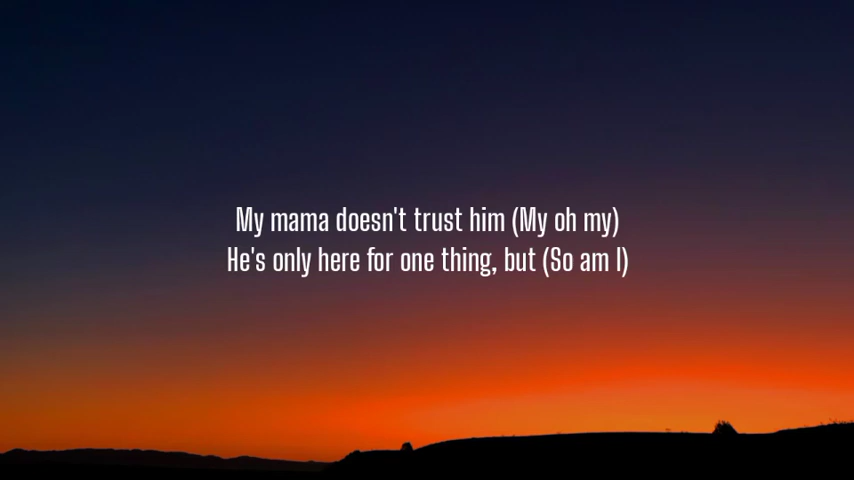 My mama doesn't trust him (My oh my)
He's only here for one thing, but (So am I)